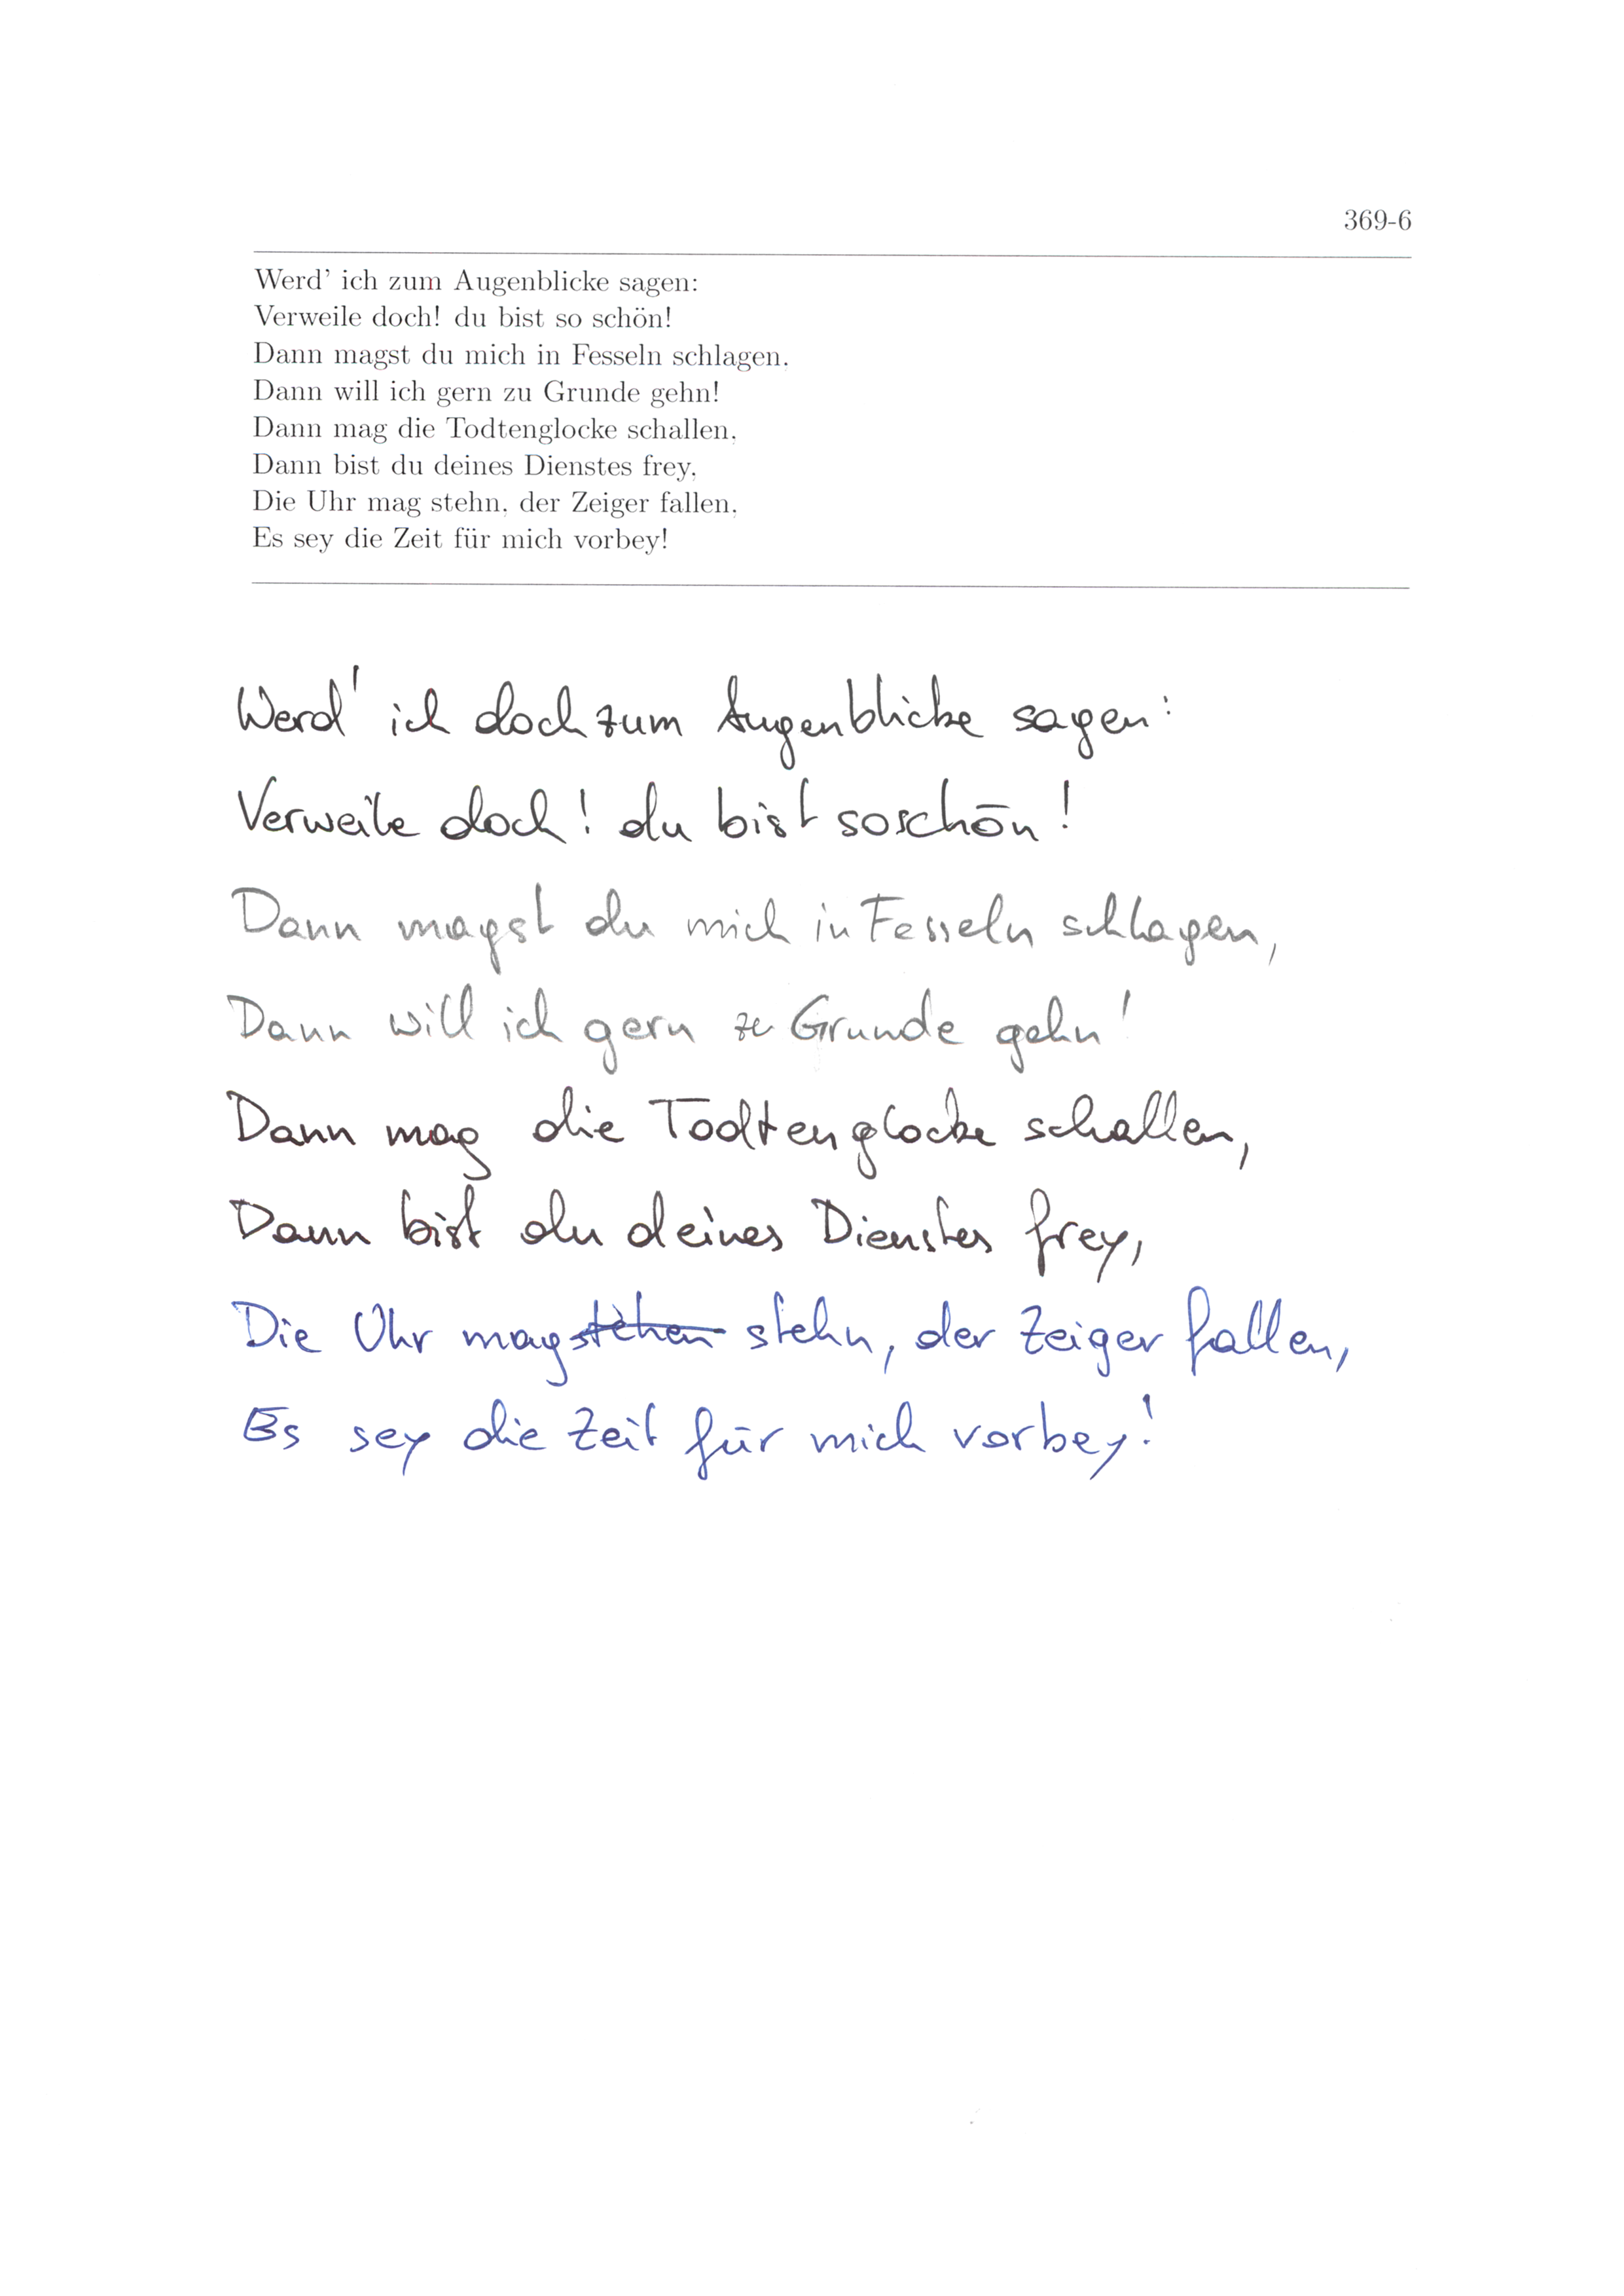 369-6
Werd' ich zum Augenblicke sagen:
Verweile doch! du bist so schön!
Dann magst du mich in Fesseln schlagen,
Dann will ich gern zu Grunde gehn!
Dann mag die Todtenglocke schallen,
Dann bist du deines Dienstes frey,
Die Uhr mag stehn, der Zeiger fallen,
Es sey die Zeit für mich vorbey!
Werd' ich doch zum Augenblicke sagen:
Verweile doch! du bist so schön!
Dann magst du mich in Fesseln schlagen,
Dann will ich gern zu Grunde gehn!
Dann mag die Todtenglocke schallen,
Dann bist du deines Dienstes frey,
Die Uhr mag stehen stehn, der Zeiger fallen,
Es sey die Zeit für mich vorbey!